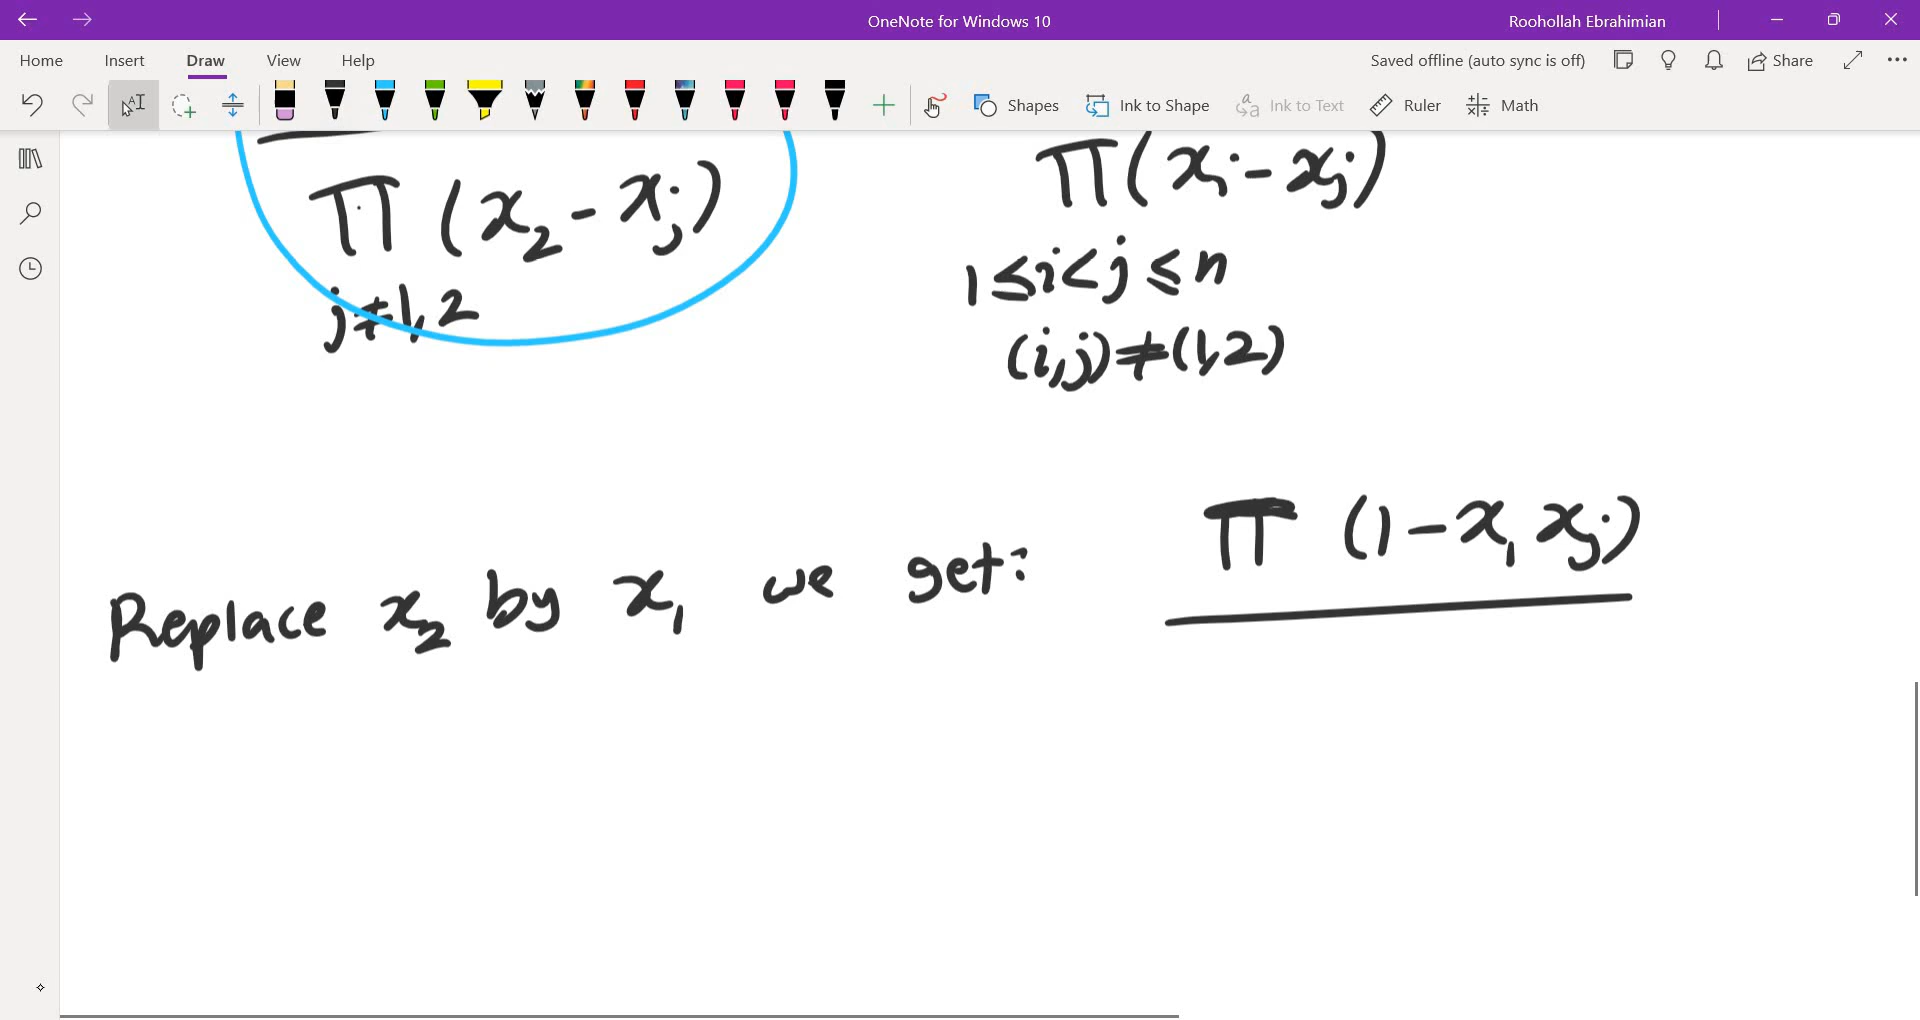 OneNote for Windows 10
Roohollah Ebrahimian
Home Insert Draw View Help
Saved offline (auto sync is off) Share
Shapes Ink to Shape Ink to Text Ruler Math
∏ (x₂ - xⱼ)
j≠1,2
∏(xᵢ - xⱼ)
1≤i<j≤n
(i,j)≠(1,2)
Replace x₂ by x₁ we get:
∏ (1-x₁xⱼ)